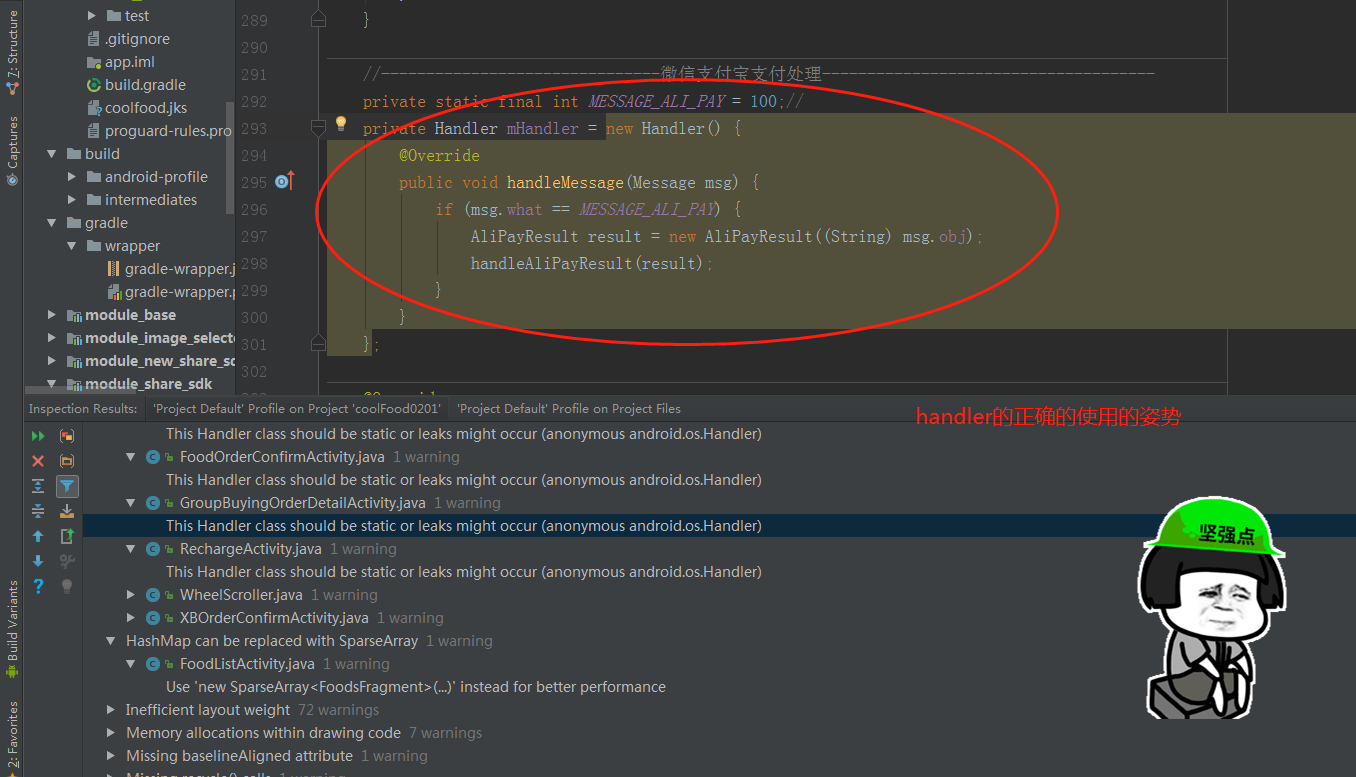 7: Structure
Captures
Build Variants
2: Favorites
test
.gitignore
app.iml
build.gradle
coolfood.jks
proguard-rules.pro
build
android-profile
intermediates
gradle
wrapper
gradle-wrapper.j
gradle-wrapper.p
module_base
module_image_selecto
module_new_share_sd
module_share_sdk
289 }
290
291 //------------------------------微信支付宝支付处理------------------------------------
292 private static final int MESSAGE_ALI_PAY = 100;//
293 private Handler mHandler = new Handler() {
294 @Override
295 public void handleMessage(Message msg) {
296 if (msg.what == MESSAGE_ALI_PAY) {
297 AliPayResult result = new AliPayResult((String) msg.obj);
298 handleAliPayResult(result);
299 }
300 }
301 };
302
Inspection Results: 'Project Default' Profile on Project 'coolFood0201' 'Project Default' Profile on Project Files
handler的正确的使用的姿势
This Handler class should be static or leaks might occur (anonymous android.os.Handler)
FoodOrderConfirmActivity.java 1 warning
This Handler class should be static or leaks might occur (anonymous android.os.Handler)
GroupBuyingOrderDetailActivity.java 1 warning
This Handler class should be static or leaks might occur (anonymous android.os.Handler)
RechargeActivity.java 1 warning
This Handler class should be static or leaks might occur (anonymous android.os.Handler)
WheelScroller.java 1 warning
XBOrderConfirmActivity.java 1 warning
HashMap can be replaced with SparseArray 1 warning
FoodListActivity.java 1 warning
Use 'new SparseArray<FoodsFragment>(...)' instead for better performance
Inefficient layout weight 72 warnings
Memory allocations within drawing code 7 warnings
Missing baselineAligned attribute 1 warning
坚强点